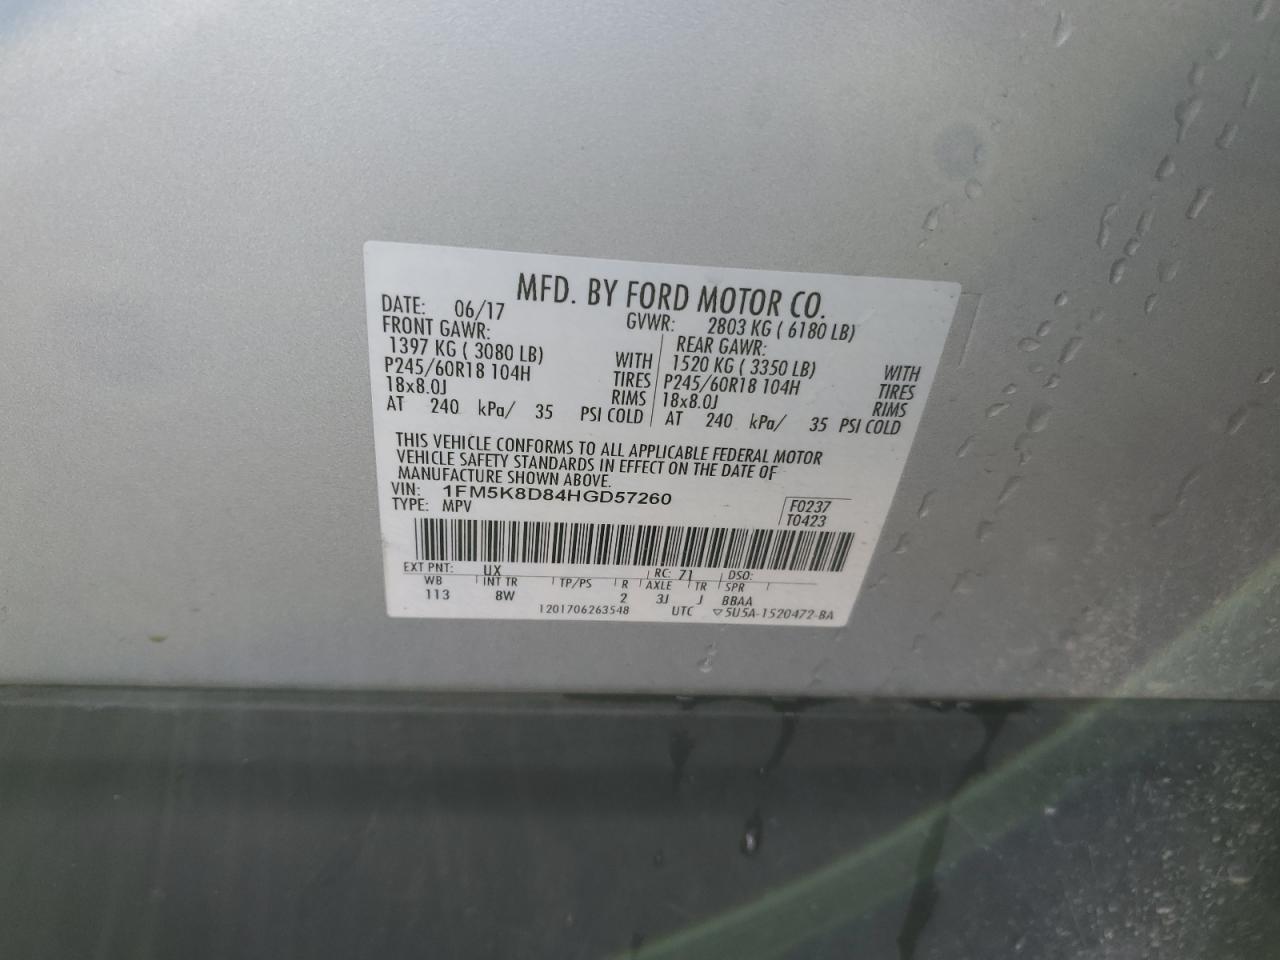 MFD. BY FORD MOTOR CO.
DATE: 06/17 GVWR: 2803 KG ( 6180 LB)
FRONT GAWR: REAR GAWR:
1397 KG ( 3080 LB) WITH 1520 KG ( 3350 LB) WITH
P245/60R18 104H TIRES P245/60R18 104H TIRES
18x8.0J RIMS 18x8.0J RIMS
AT 240 kPa/ 35 PSI COLD AT 240 kPa/ 35 PSI COLD
THIS VEHICLE CONFORMS TO ALL APPLICABLE FEDERAL MOTOR
VEHICLE SAFETY STANDARDS IN EFFECT ON THE DATE OF
MANUFACTURE SHOWN ABOVE.
VIN: 1FM5K8D84HGD57260 F0237
TYPE: MPV T0423
EXT PNT: UX RC: 71 DSO:
WB INT TR TP/PS R AXLE TR SPR
113 8W 2 3J J BBAA
1201706263548 UTC ▽5U5A-1520472-BA